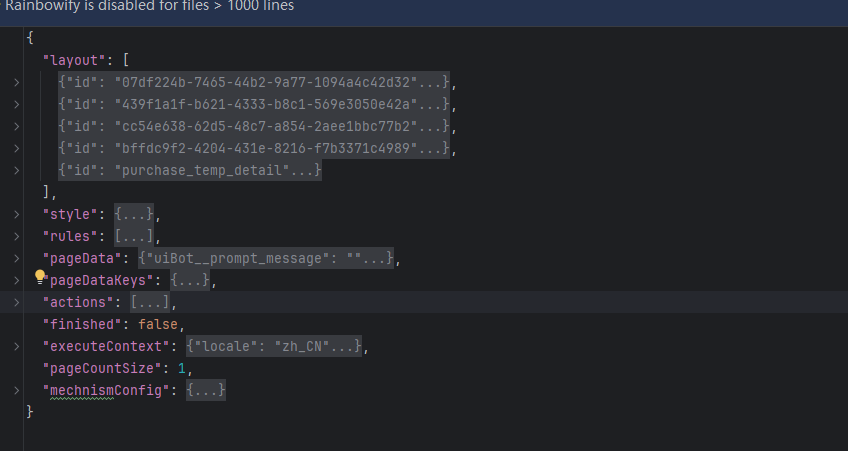 Rainbowify is disabled for files > 1000 lines
{
"layout": [
{"id": "07df224b-7465-44b2-9a77-1094a4c42d32"...},
{"id": "439f1a1f-b621-4333-b8c1-569e3050e42a"...},
{"id": "cc54e638-62d5-48c7-a854-2aee1bbc77b2"...},
{"id": "bffdc9f2-4204-431e-8216-f7b3371c4989"...},
{"id": "purchase_temp_detail"...}
],
"style": {...},
"rules": [...],
"pageData": {"uiBot__prompt_message": ""...},
"pageDataKeys": {...},
"actions": [...],
"finished": false,
"executeContext": {"locale": "zh_CN"...},
"pageCountSize": 1,
"mechnismConfig": {...}
}